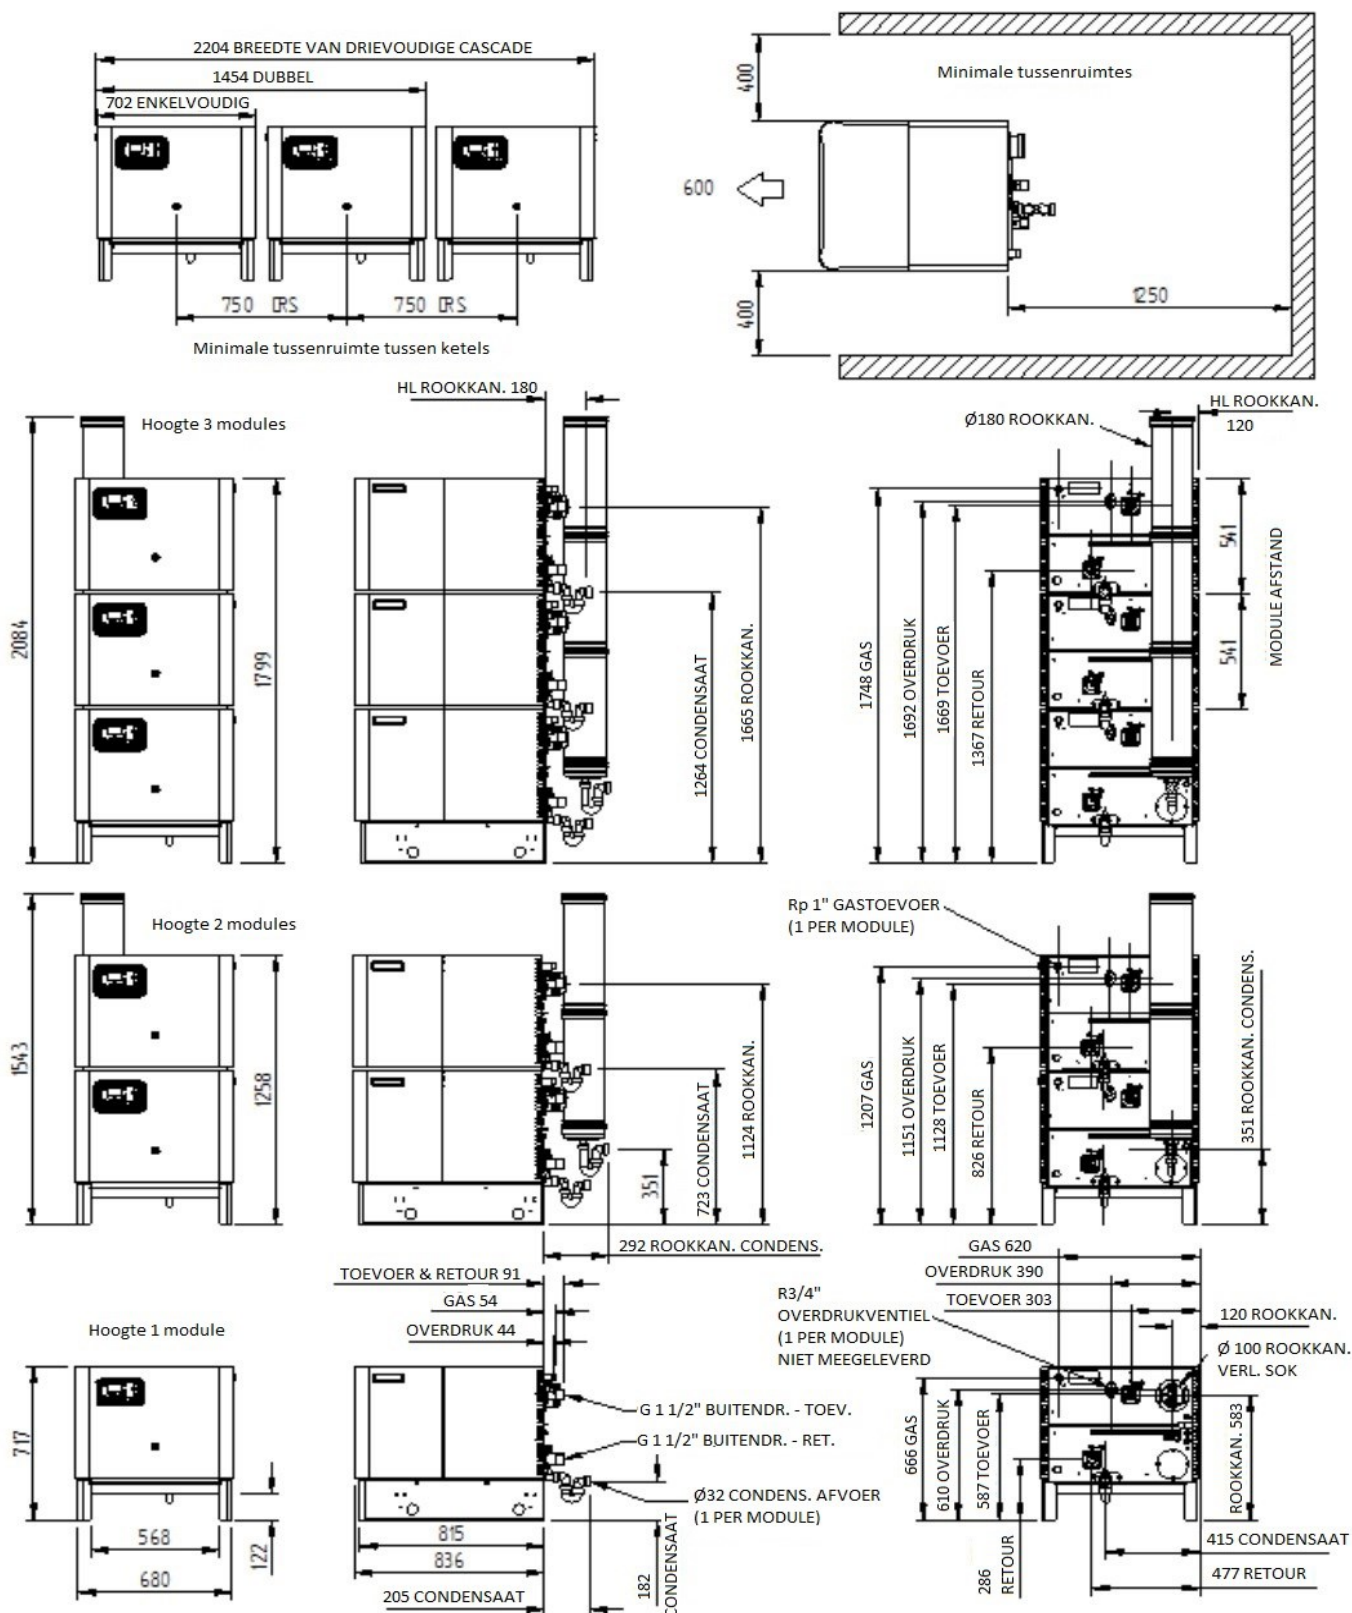 2204 BREEDTE VAN DRIEVOUDIGE CASCADE
1454 DUBBEL
702 ENKELVOUDIG
750 CRS
750 CRS
Minimale tussenruimte tussen ketels
Minimale tussenruimtes
400
600
1250
400
HL ROOKKAN. 180
Hoogte 3 modules
2084
1799
1264 CONDENSAAT
1665 ROOKKAN.
Ø180 ROOKKAN.
HL ROOKKAN.
120
1748 GAS
1692 OVERDRUK
1669 TOEVOER
1367 RETOUR
541
541
MODULE AFSTAND
Hoogte 2 modules
1543
1258
351
723 CONDENSAAT
1124 ROOKKAN.
292 ROOKKAN. CONDENS.
Rp 1" GASTOEVOER
(1 PER MODULE)
1207 GAS
1151 OVERDRUK
1128 TOEVOER
826 RETOUR
351 ROOKKAN. CONDENS.
Hoogte 1 module
717
568
680
122
TOEVOER & RETOUR 91
GAS 54
OVERDRUK 44
G 1 1/2" BUITENDR. - TOEV.
G 1 1/2" BUITENDR. - RET.
Ø32 CONDENS. AFVOER
(1 PER MODULE)
815
836
205 CONDENSAAT
182
CONDENSAAT
GAS 620
OVERDRUK 390
TOEVOER 303
R3/4"
OVERDRUKVENTIEL
(1 PER MODULE)
NIET MEEGELEVERD
120 ROOKKAN.
Ø 100 ROOKKAN.
VERL. SOK
666 GAS
610 OVERDRUK
587 TOEVOER
286
RETOUR
ROOKKAN. 583
415 CONDENSAAT
477 RETOUR